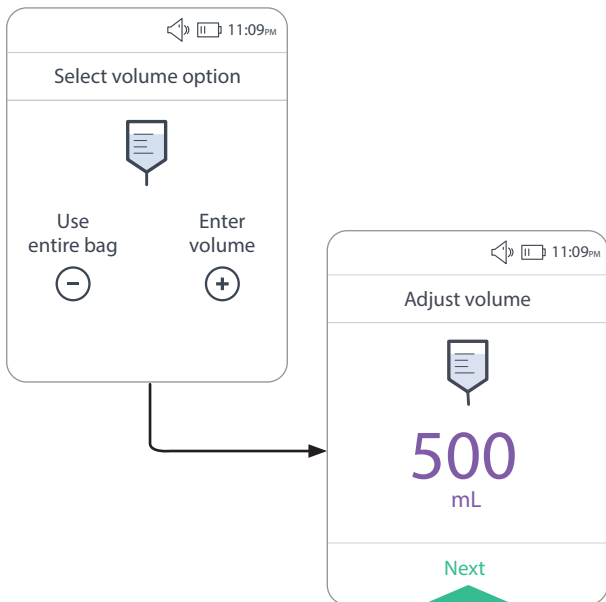 11:09PM
Select volume option
Use
entire bag
Enter
volume
11:09PM
Adjust volume
500
mL
Next